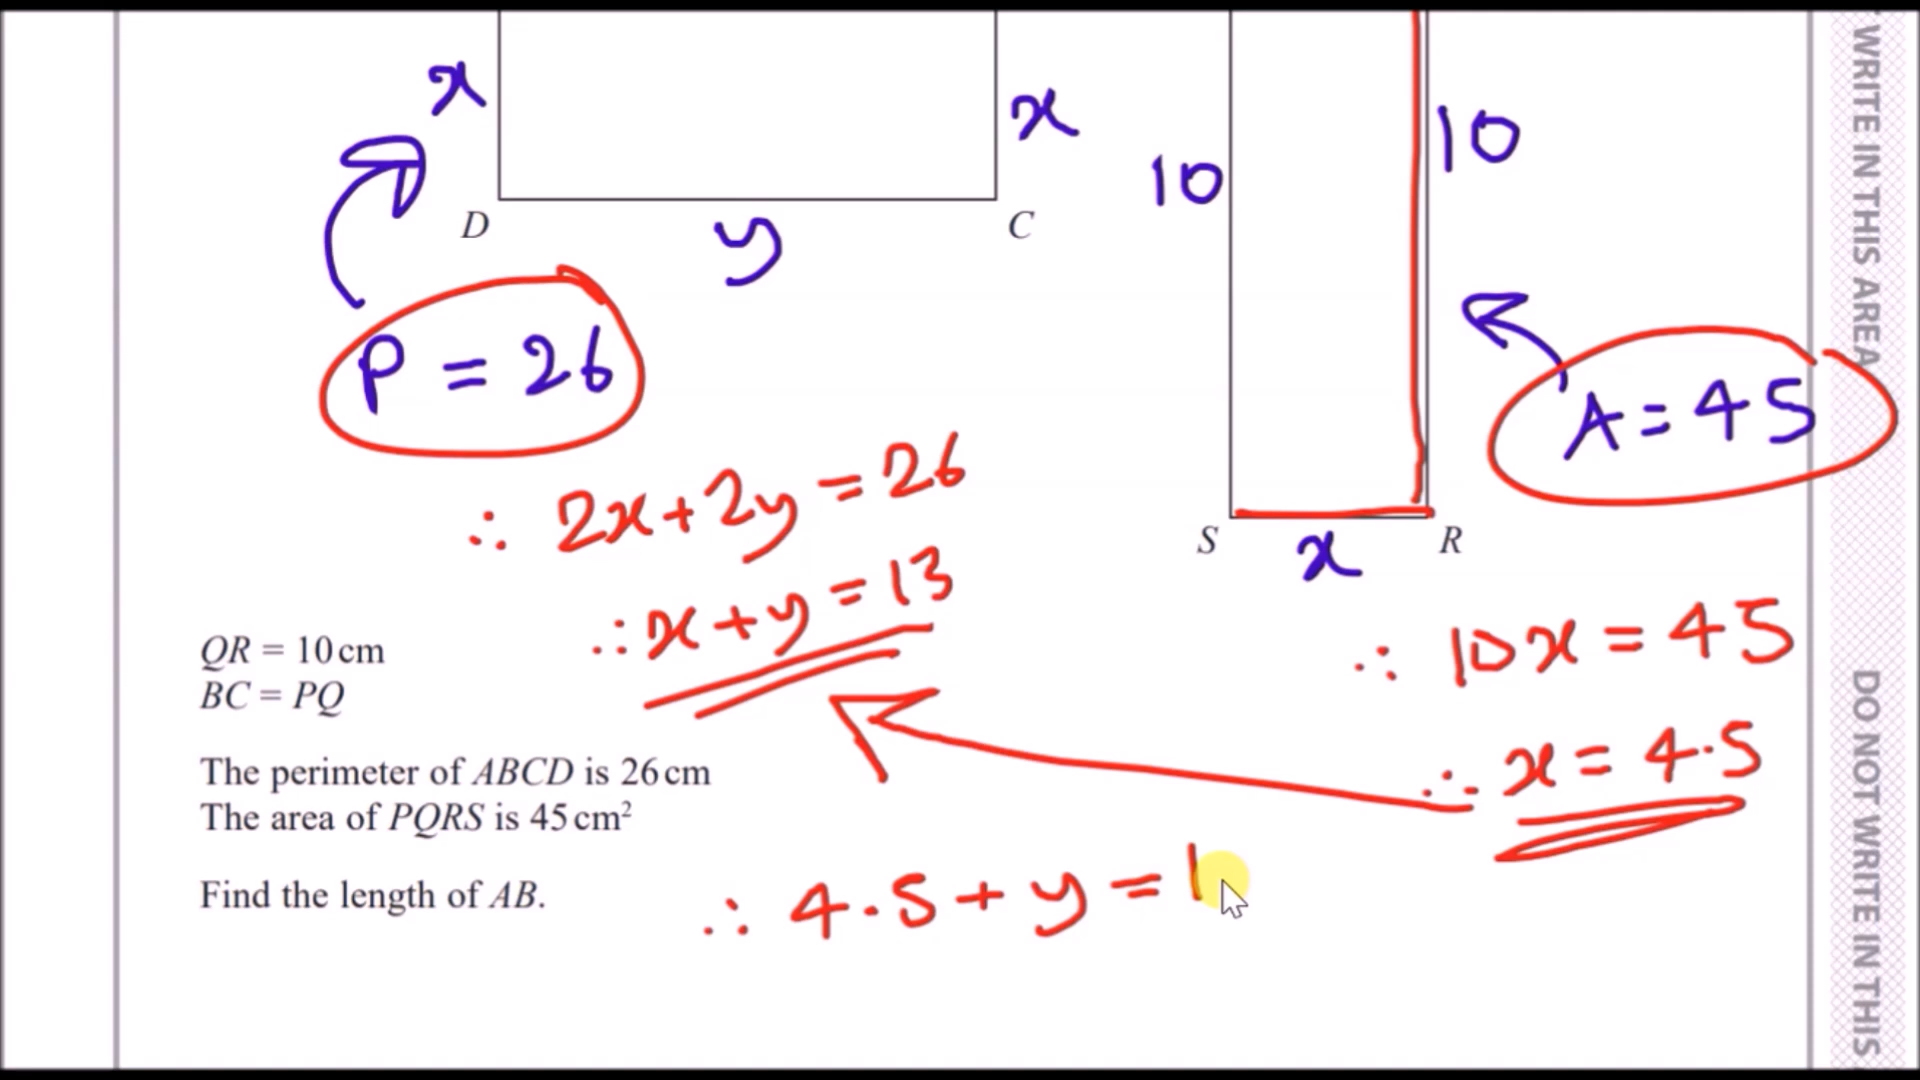 x
x
10
10
D
y
C
P = 26
A = 45
∴ 2x + 2y = 26
S
x
R
∴ x + y = 13
∴ 10x = 45
QR = 10 cm
BC = PQ
∴ x = 4.5
The perimeter of ABCD is 26 cm
The area of PQRS is 45 cm²
Find the length of AB.
∴ 4.5 + y = 1
WRITE IN THIS AREA
DO NOT WRITE IN THIS